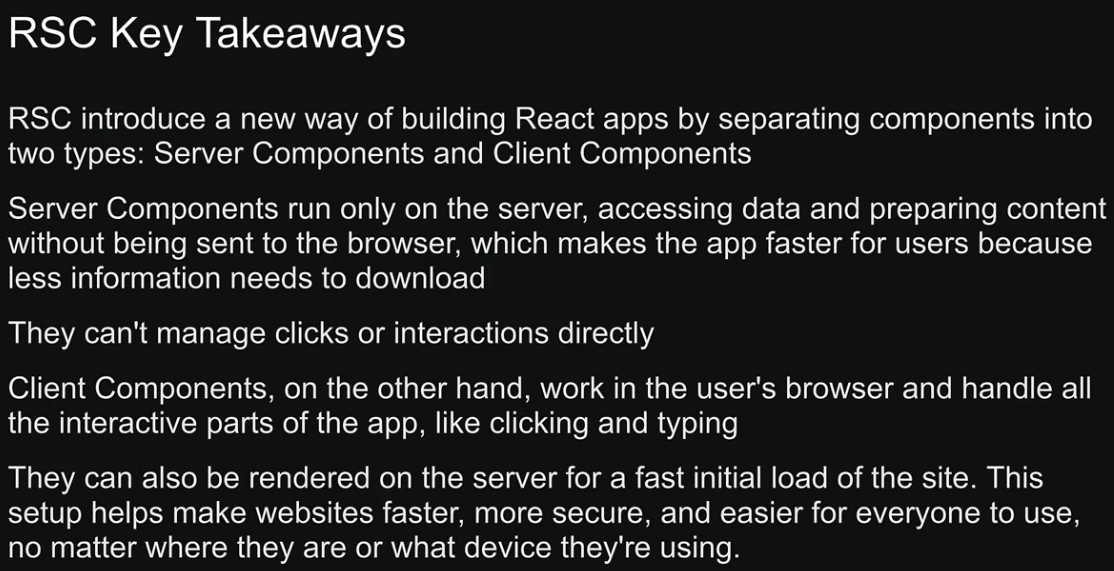 RSC Key Takeaways
RSC introduce a new way of building React apps by separating components into
two types: Server Components and Client Components
Server Components run only on the server, accessing data and preparing content
without being sent to the browser, which makes the app faster for users because
less information needs to download
They can't manage clicks or interactions directly
Client Components, on the other hand, work in the user's browser and handle all
the interactive parts of the app, like clicking and typing
They can also be rendered on the server for a fast initial load of the site. This
setup helps make websites faster, more secure, and easier for everyone to use,
no matter where they are or what device they're using.